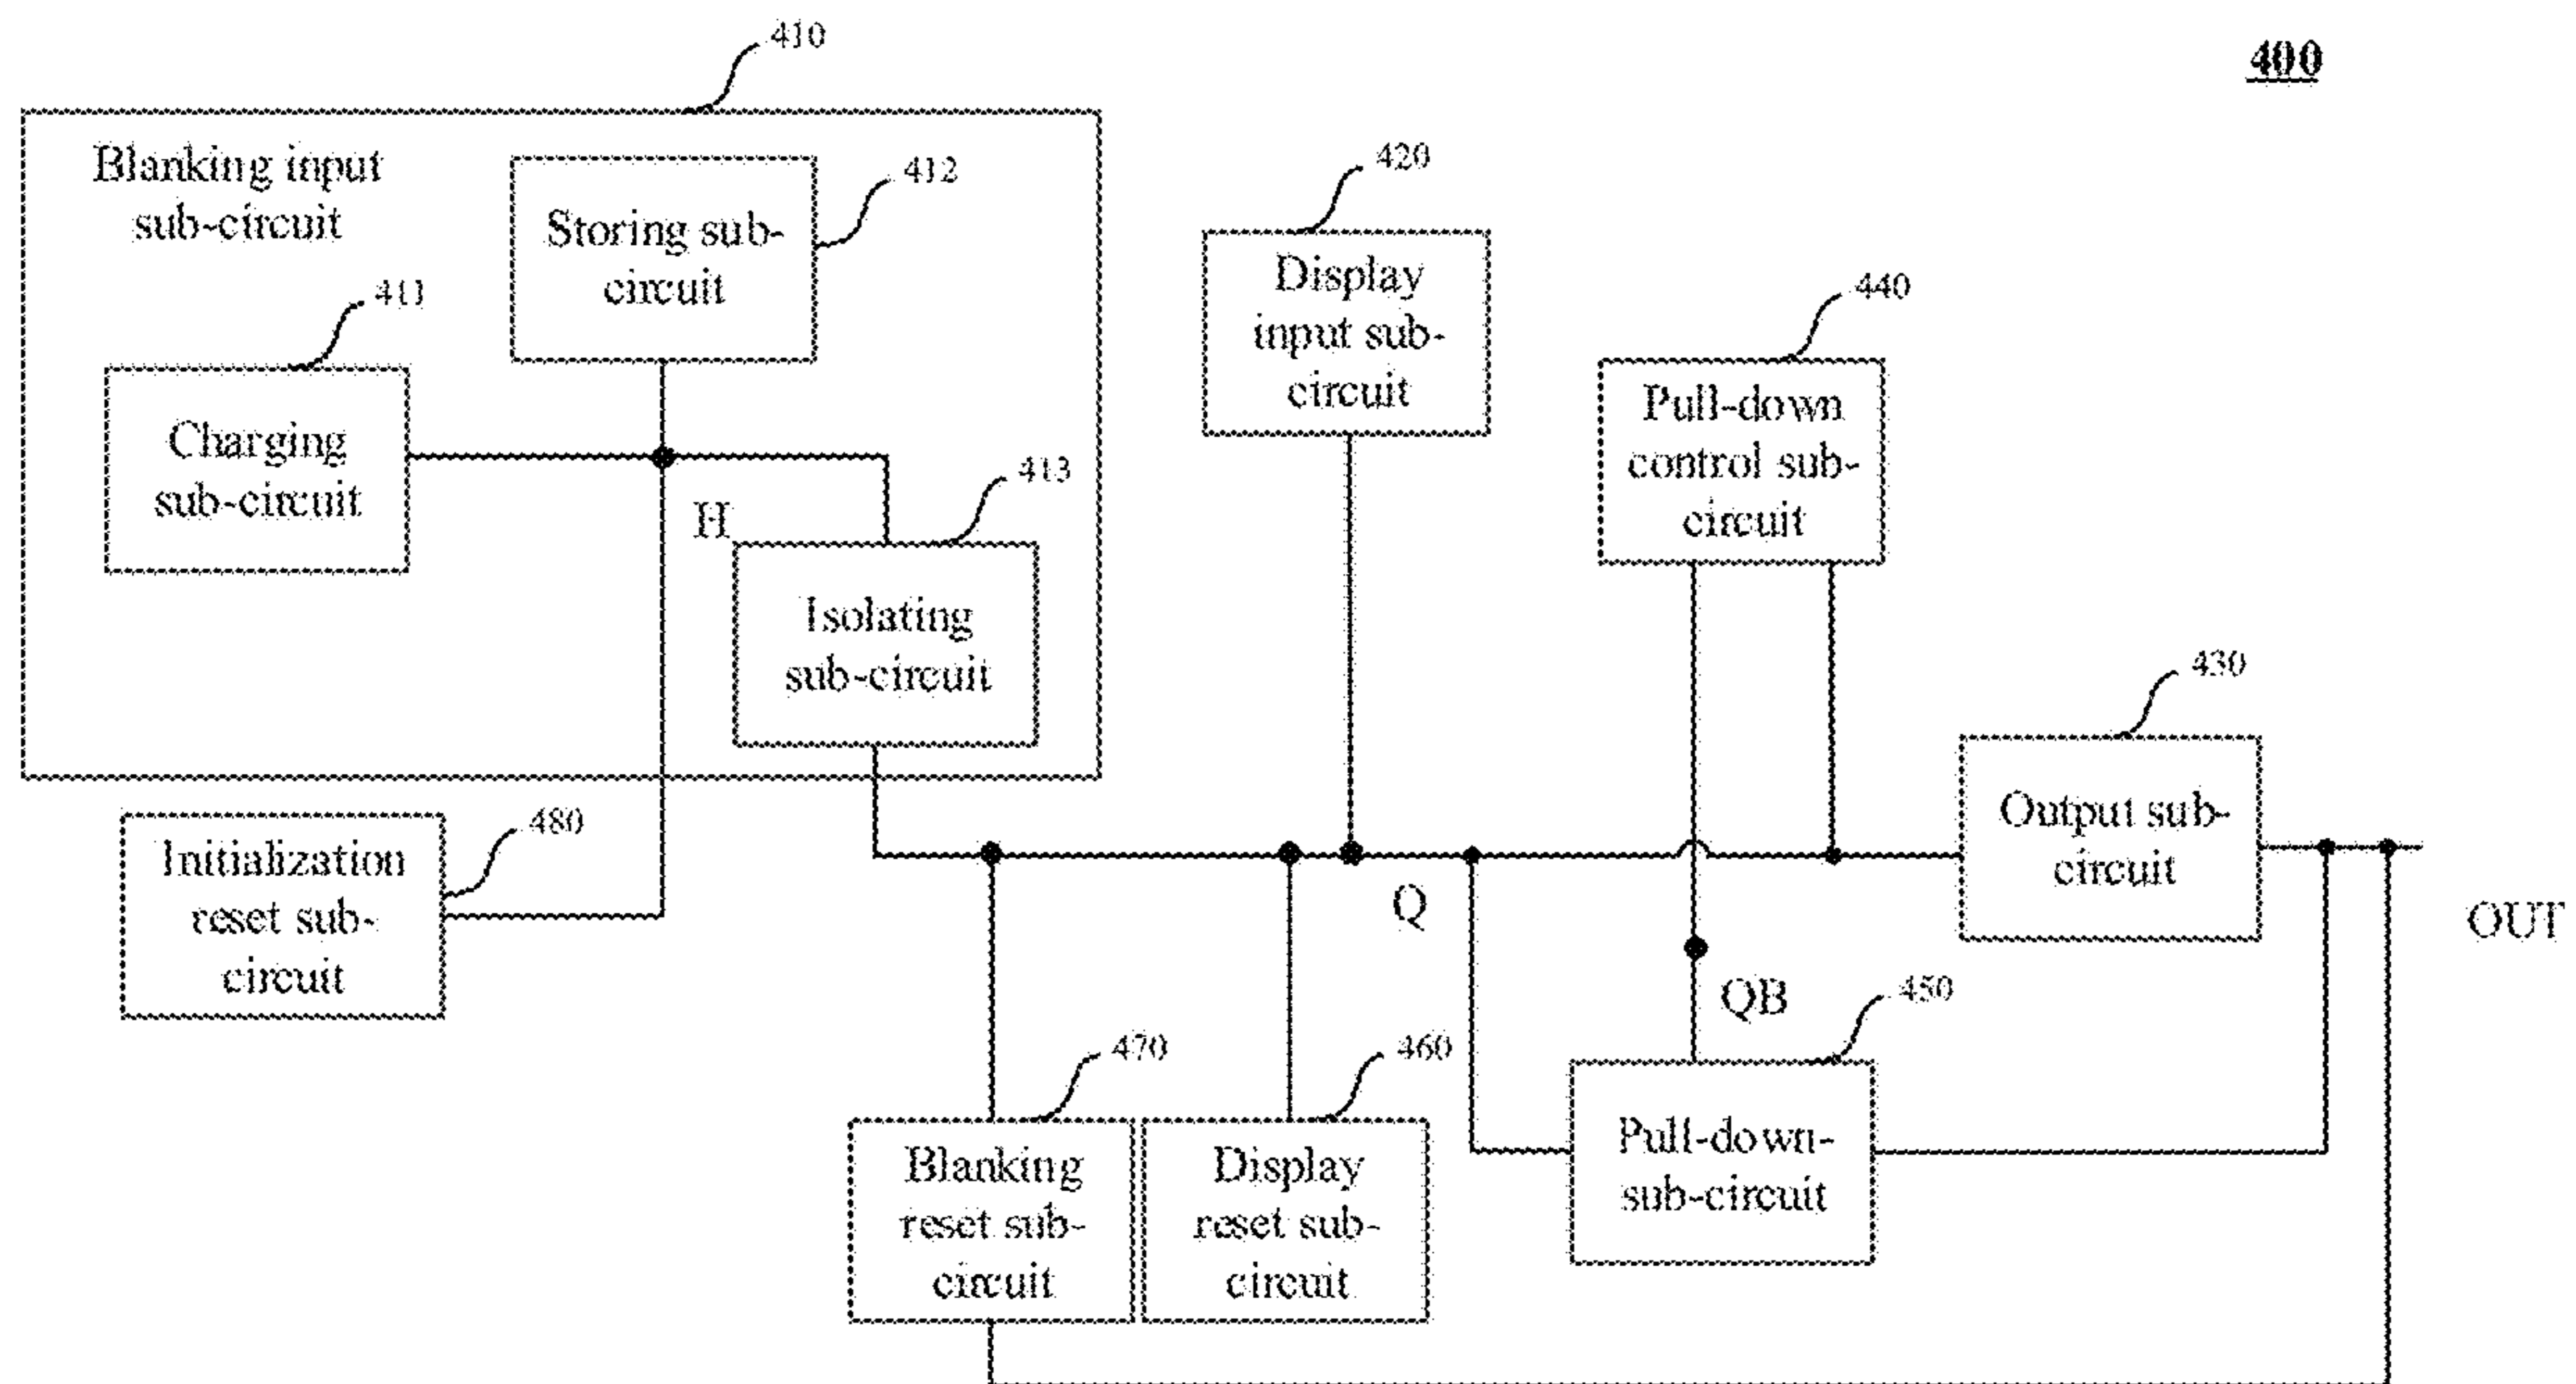 400
410
Blanking input
sub-circuit
412
Storing sub-
circuit
411
Charging
sub-circuit
H
413
Isolating
sub-circuit
420
Display
input sub-
circuit
440
Pull-down
control sub-
circuit
430
Output sub-
circuit
OUT
480
Initialization
reset sub-
circuit
Q
QB
450
Pull-down-
sub-circuit
470
Blanking
reset sub-
circuit
460
Display
reset sub-
circuit